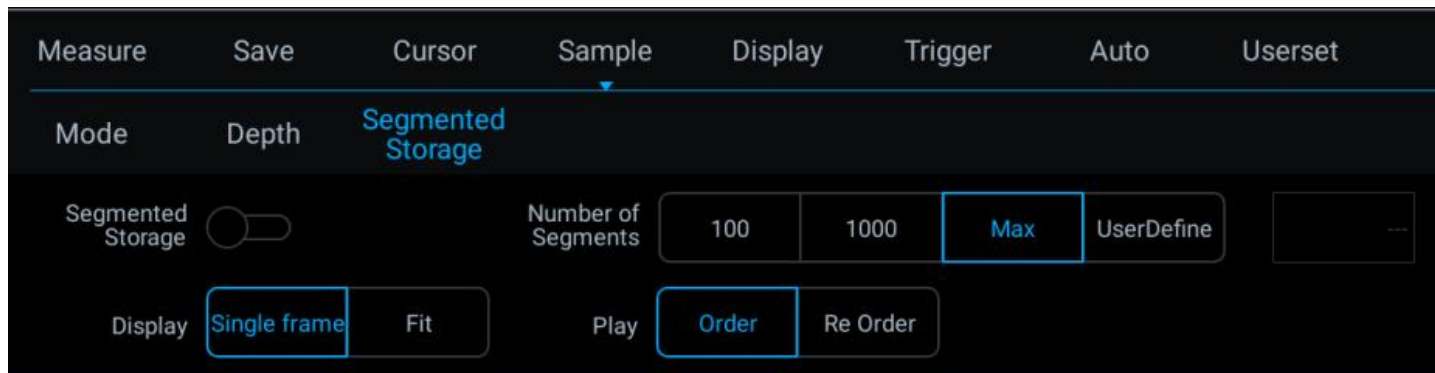 Measure Save Cursor Sample Display Trigger Auto Userset
Mode Depth Segmented
Storage
Segmented
Storage
Number of
Segments
100 1000 Max UserDefine ---
Display Single frame Fit Play Order Re Order